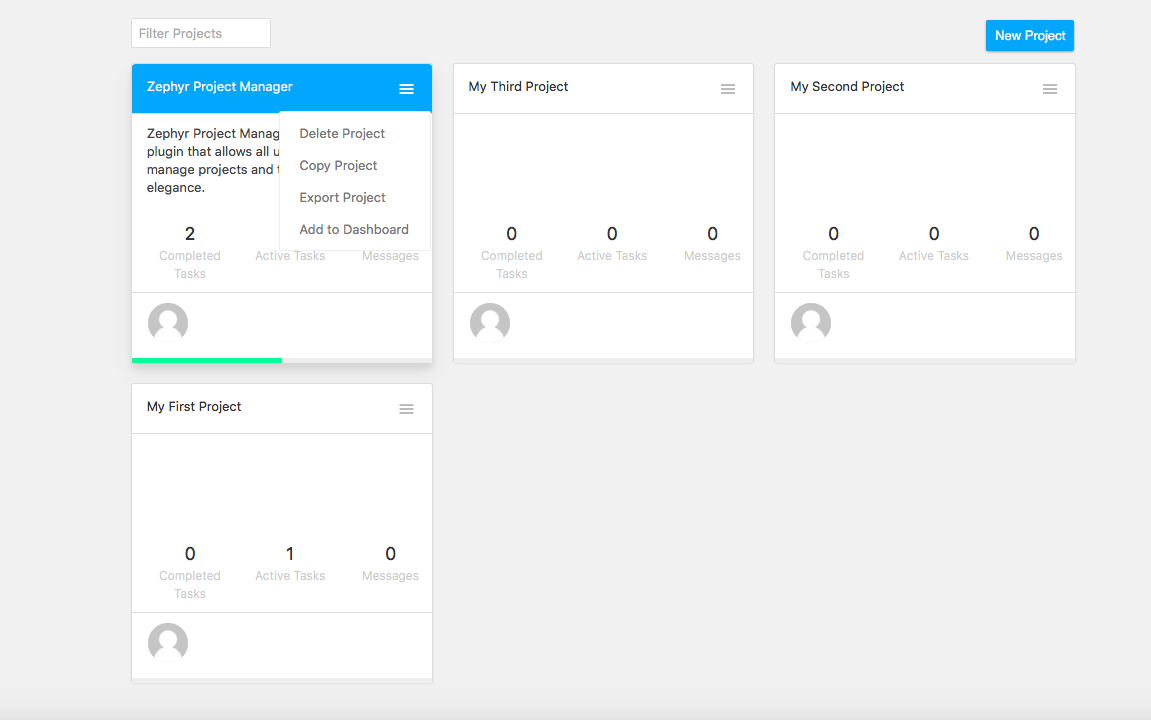 Filter Projects
New Project
Zephyr Project Manager
Zephyr Project Manag
plugin that allows all
manage projects and
elegance.
Delete Project
Copy Project
Export Project
Add to Dashboard
2
Completed
Tasks
Active Tasks
Messages
My Third Project
0
Completed
Tasks
0
Active Tasks
0
Messages
My Second Project
0
Completed
Tasks
0
Active Tasks
0
Messages
My First Project
0
Completed
Tasks
1
Active Tasks
0
Messages